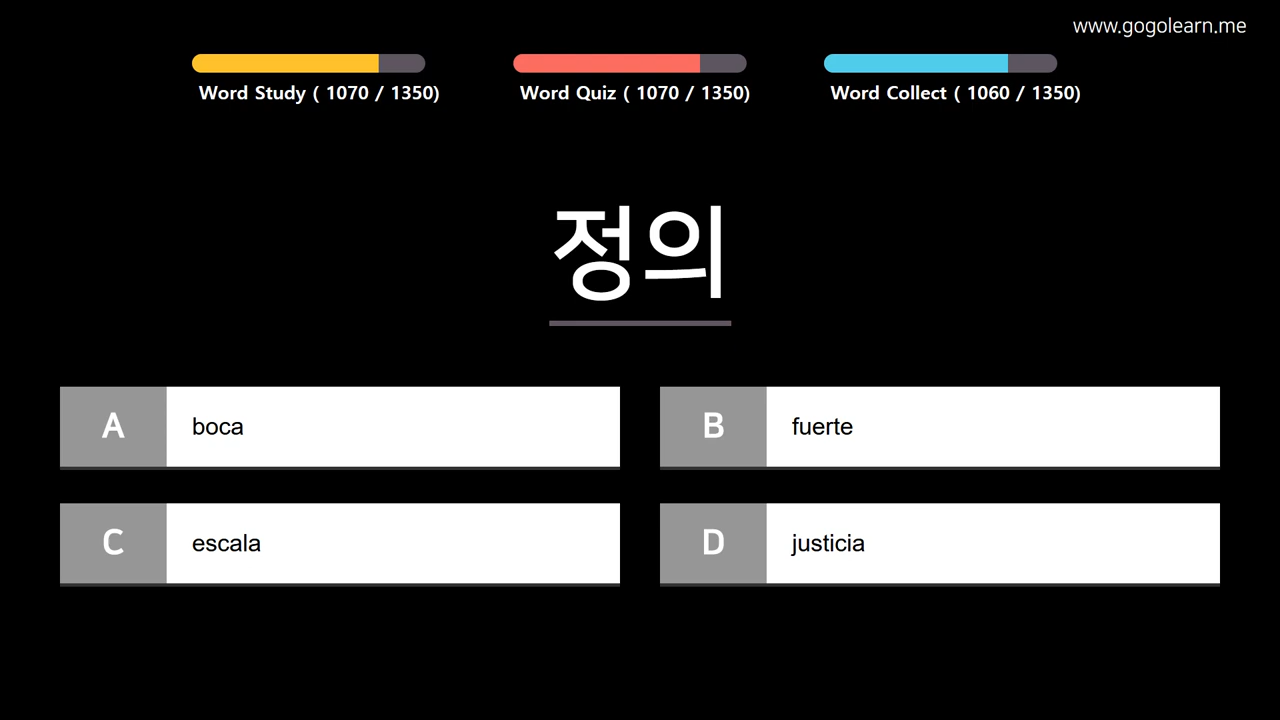 www.gogolearn.me
Word Study ( 1070 / 1350)
Word Quiz ( 1070 / 1350)
Word Collect ( 1060 / 1350)
정의
A boca
B fuerte
C escala
D justicia